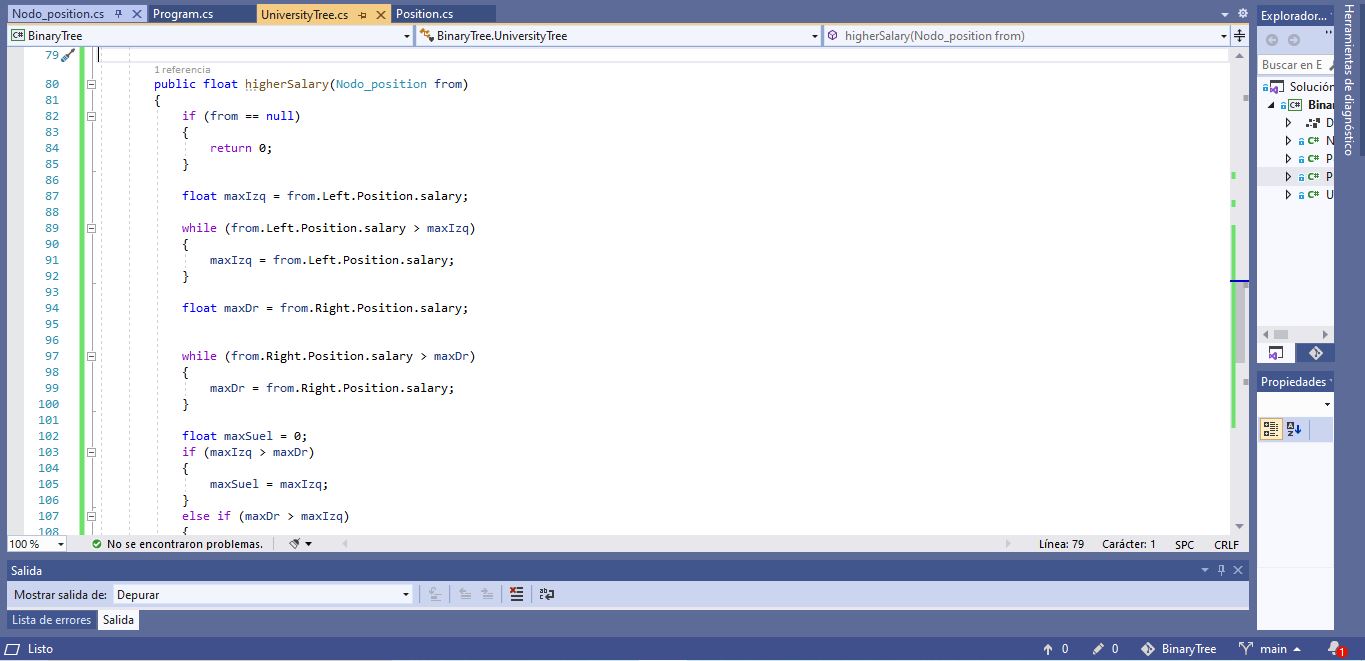 Nodo_position.cs
Program.cs
UniversityTree.cs
Position.cs
BinaryTree
BinaryTree.UniversityTree
higherSalary(Nodo_position from)
79
1 referencia
80 public float higherSalary(Nodo_position from)
81 {
82 if (from == null)
83 {
84 return 0;
85 }
86
87 float maxIzq = from.Left.Position.salary;
88
89 while (from.Left.Position.salary > maxIzq)
90 {
91 maxIzq = from.Left.Position.salary;
92 }
93
94 float maxDr = from.Right.Position.salary;
95
96
97 while (from.Right.Position.salary > maxDr)
98 {
99 maxDr = from.Right.Position.salary;
100 }
101
102 float maxSuel = 0;
103 if (maxIzq > maxDr)
104 {
105 maxSuel = maxIzq;
106 }
107 else if (maxDr > maxIzq)
108 {
100 %
No se encontraron problemas.
Línea: 79
Carácter: 1
SPC
CRLF
Explorador...
Buscar en E
Solución
C# Bina
D
C# N
C# P
C# P
C# U
Propiedades
Herramientas de diagnóstico
Salida
Mostrar salida de: Depurar
Lista de errores
Salida
Listo
0
0
BinaryTree
main
1